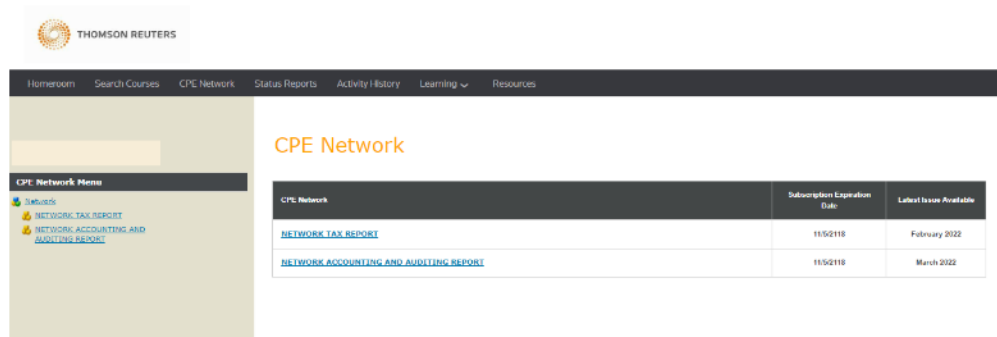 THOMSON REUTERS
Homeroom Search Courses CPE Network Status Reports Activity History Learning Resources
CPE Network
CPE Network Menu
Network
NETWORK TAX REPORT
NETWORK ACCOUNTING AND
AUDITING REPORT
CPE Network Subscription Expiration Date Latest Issue Available
NETWORK TAX REPORT 11/5/2118 February 2022
NETWORK ACCOUNTING AND AUDITING REPORT 11/5/2118 March 2022